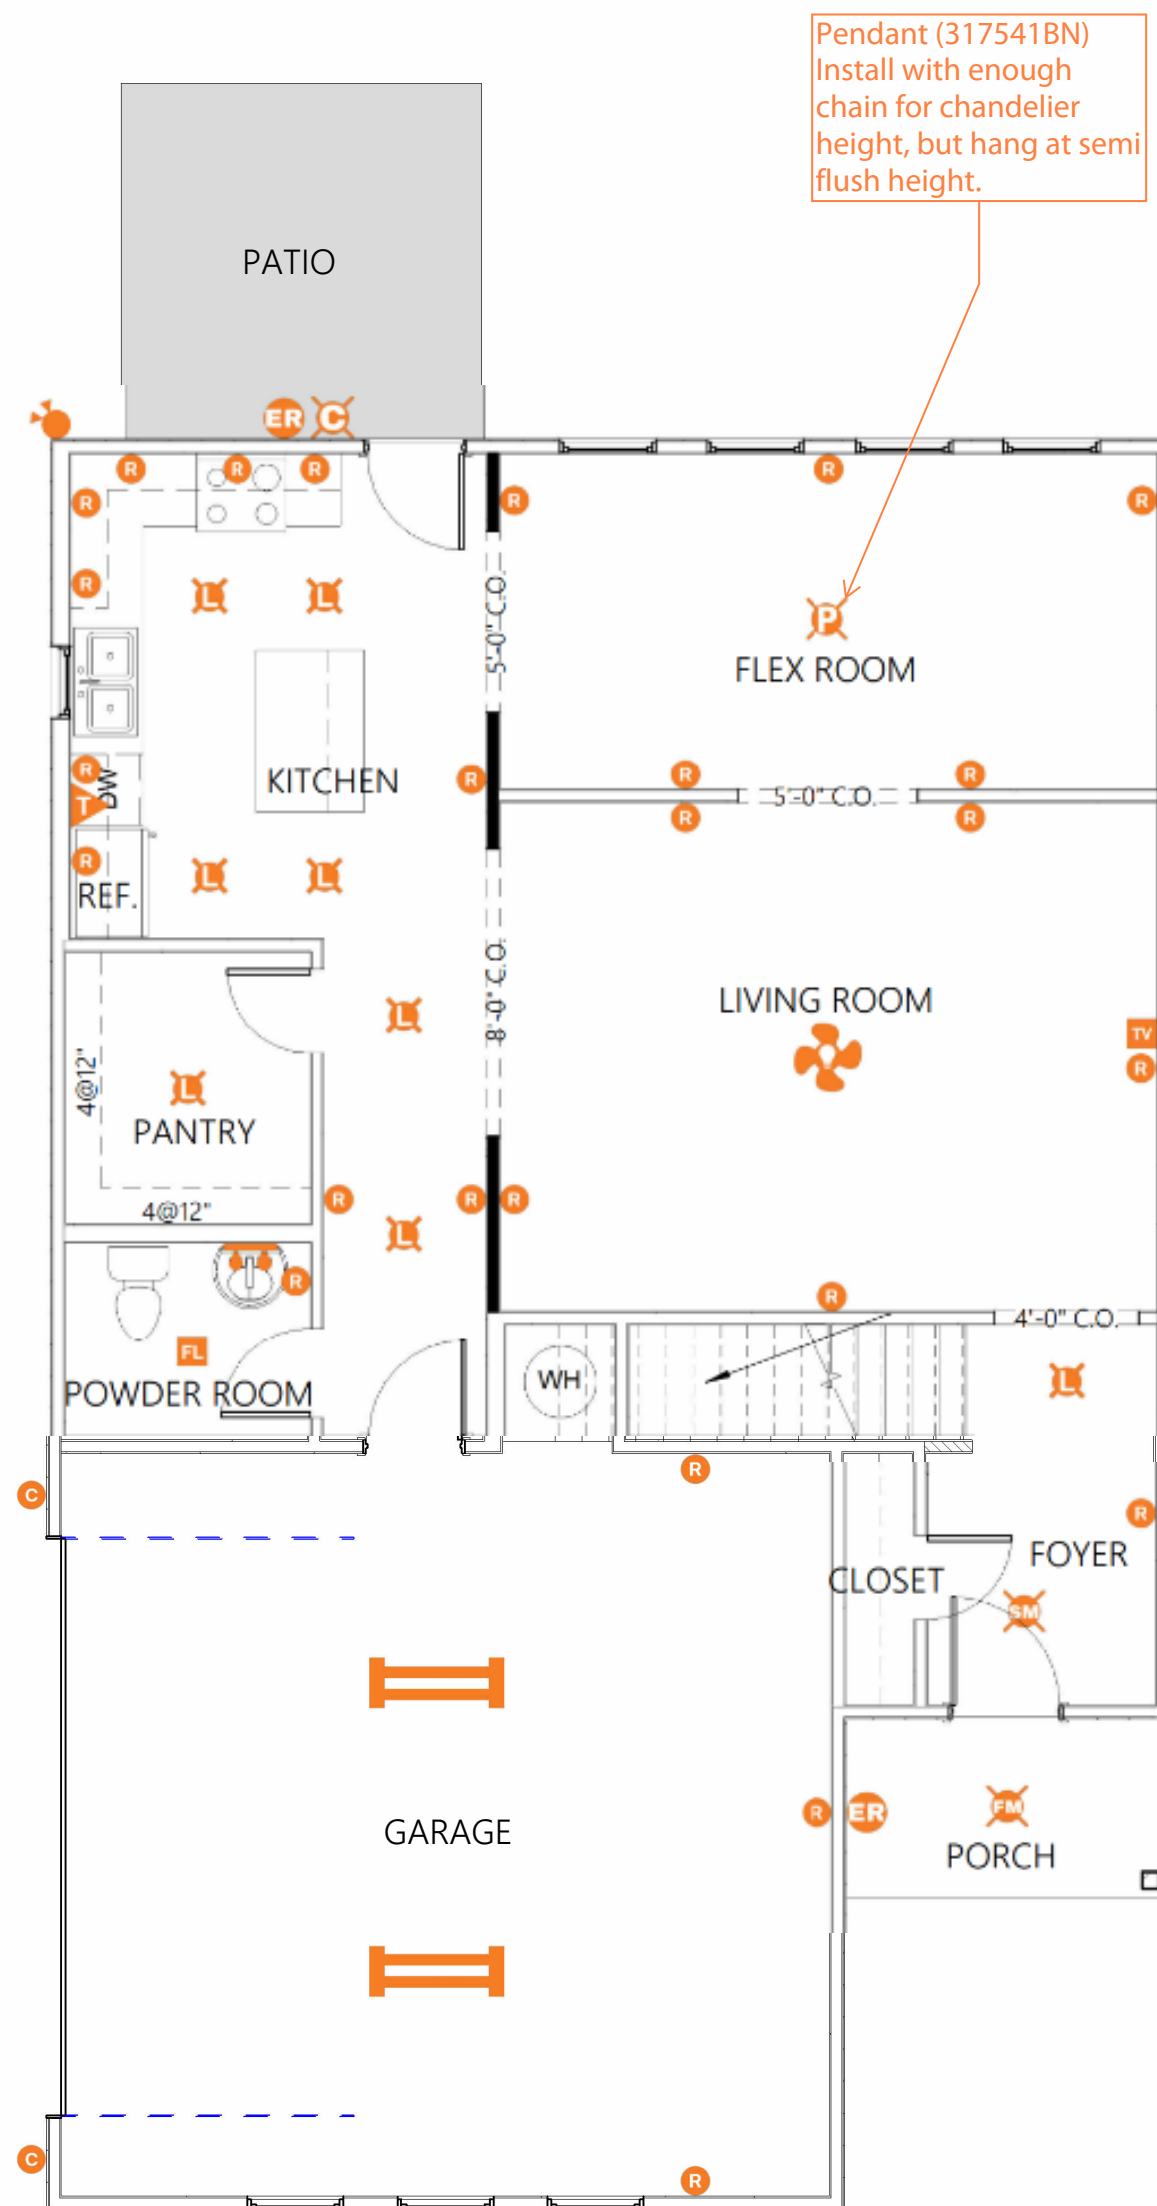 Pendant (317541BN)
Install with enough
chain for chandelier
height, but hang at semi
flush height.
PATIO
ER C
R R R R R R
R
R
L L
5'-0" C.O.
P
FLEX ROOM
KITCHEN
R
R
R R
DW
T
5'-0" C.O.
R R
R
REF.
L L
8'-0" C.O.
LIVING ROOM
L
TV
R
4@12"
L
PANTRY
R R R
4@12"
L
R
R
4'-0" C.O.
FL
WH
L
POWDER ROOM
R
C
R
FOYER
CLOSET
SM
GARAGE
R ER
FM
PORCH
C
R